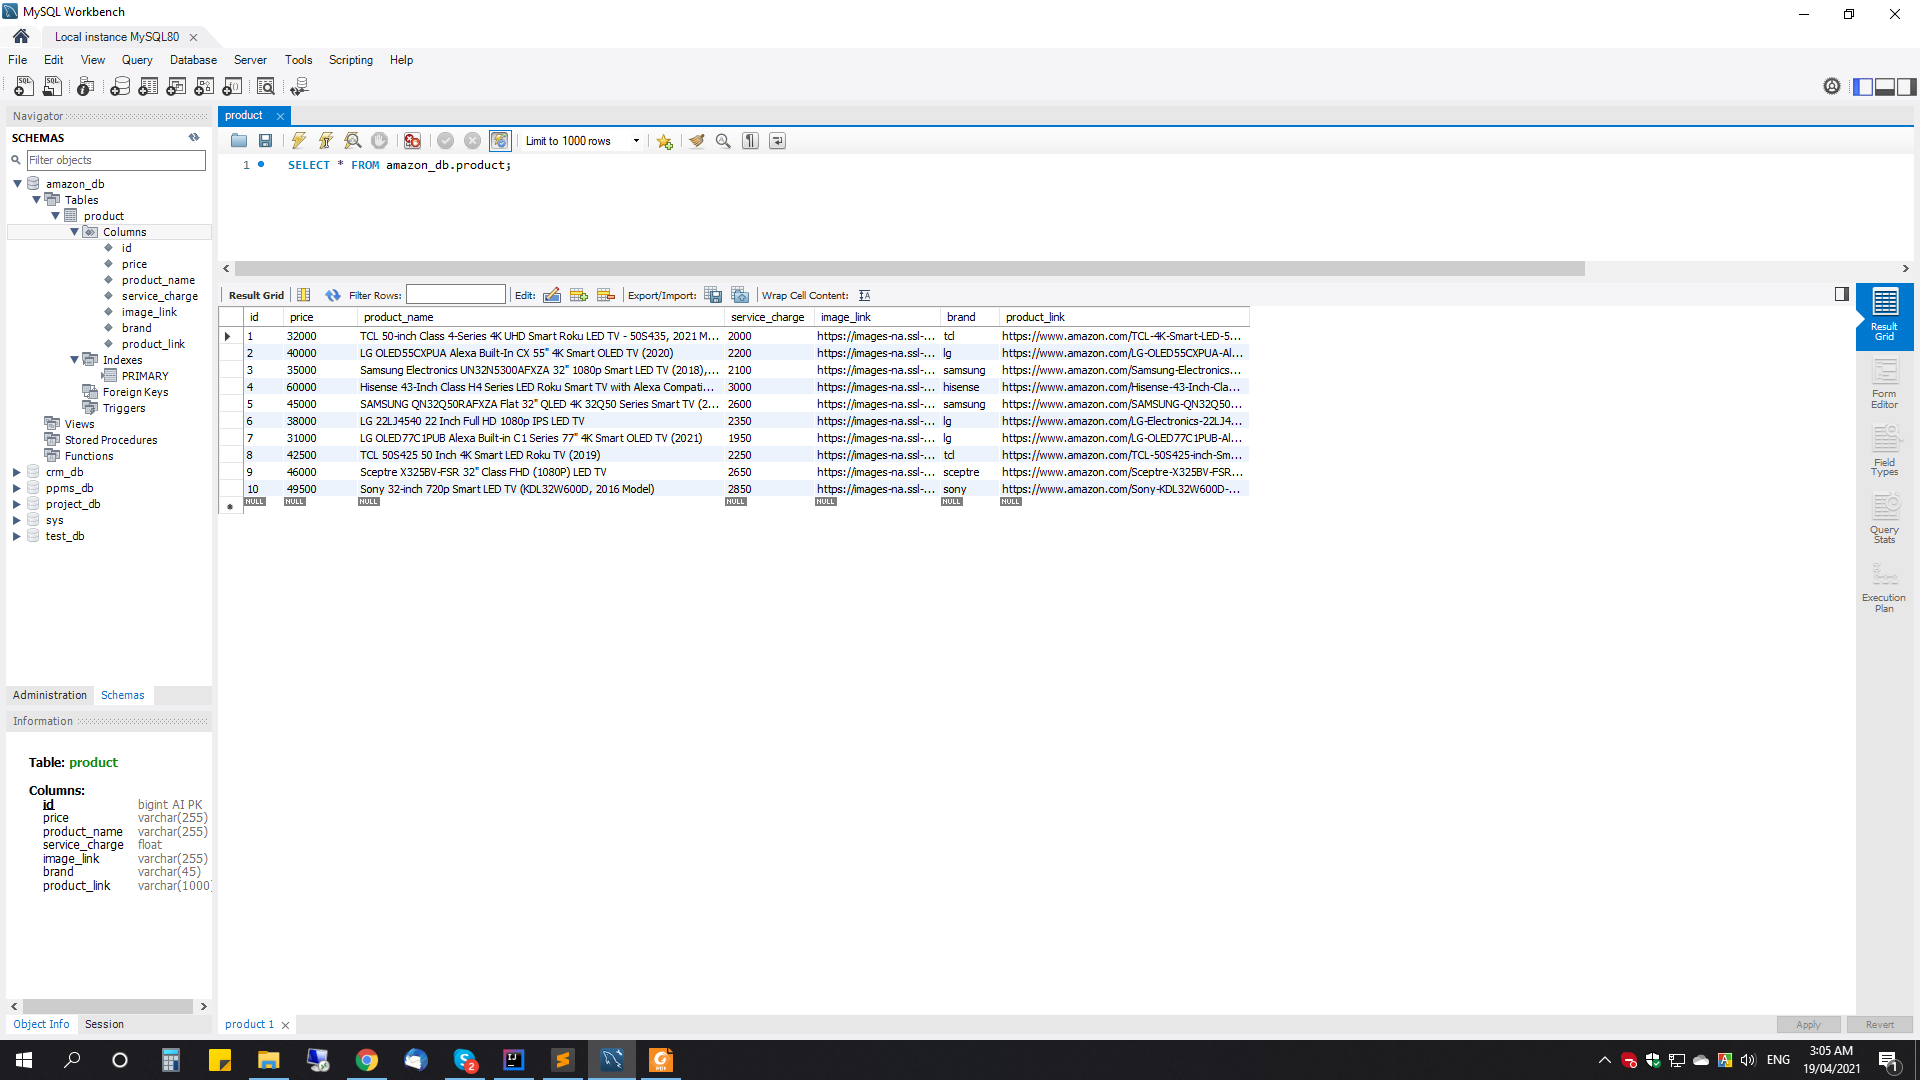 MySQL Workbench
Local instance MySQL80
File Edit View Query Database Server Tools Scripting Help
Navigator
SCHEMAS
Filter objects
amazon_db
Tables
product
Columns
id
price
product_name
service_charge
image_link
brand
product_link
Indexes
PRIMARY
Foreign Keys
Triggers
Views
Stored Procedures
Functions
crm_db
ppms_db
project_db
sys
test_db
Administration Schemas
Information
Table: product
Columns:
id bigint AI PK
price varchar(255)
product_name varchar(255)
service_charge float
image_link varchar(255)
brand varchar(45)
product_link varchar(1000)
Object Info Session
product
Limit to 1000 rows
1 SELECT * FROM amazon_db.product;
Result Grid Filter Rows: Edit: Export/Import: Wrap Cell Content:
id price product_name service_charge image_link brand product_link
1 32000 TCL 50-inch Class 4-Series 4K UHD Smart Roku LED TV - 50S435, 2021 M... 2000 https://images-na.ssl-... tcl https://www.amazon.com/TCL-4K-Smart-LED-5...
2 40000 LG OLED55CXPUA Alexa Built-In CX 55" 4K Smart OLED TV (2020) 2200 https://images-na.ssl-... lg https://www.amazon.com/LG-OLED55CXPUA-Al...
3 35000 Samsung Electronics UN32N5300AFXZA 32" 1080p Smart LED TV (2018),... 2100 https://images-na.ssl-... samsung https://www.amazon.com/Samsung-Electronics...
4 60000 Hisense 43-Inch Class H4 Series LED Roku Smart TV with Alexa Compati... 3000 https://images-na.ssl-... hisense https://www.amazon.com/Hisense-43-Inch-Cla...
5 45000 SAMSUNG QN32Q50RAFXZA Flat 32" QLED 4K 32Q50 Series Smart TV (2... 2600 https://images-na.ssl-... samsung https://www.amazon.com/SAMSUNG-QN32Q50...
6 38000 LG 22LJ4540 22 Inch Full HD 1080p IPS LED TV 2350 https://images-na.ssl-... lg https://www.amazon.com/LG-Electronics-22LJ4...
7 31000 LG OLED77C1PUB Alexa Built-in C1 Series 77" 4K Smart OLED TV (2021) 1950 https://images-na.ssl-... lg https://www.amazon.com/LG-OLED77C1PUB-Al...
8 42500 TCL 50S425 50 Inch 4K Smart LED Roku TV (2019) 2250 https://images-na.ssl-... tcl https://www.amazon.com/TCL-50S425-inch-Sm...
9 46000 Sceptre X325BV-FSR 32" Class FHD (1080P) LED TV 2650 https://images-na.ssl-... sceptre https://www.amazon.com/Sceptre-X325BV-FSR...
10 49500 Sony 32-inch 720p Smart LED TV (KDL32W600D, 2016 Model) 2850 https://images-na.ssl-... sony https://www.amazon.com/Sony-KDL32W600D-...
NULL NULL NULL NULL NULL NULL NULL
Result
Grid
Form
Editor
Field
Types
Query
Stats
Execution
Plan
product 1
Apply Revert
ENG
3:05 AM
19/04/2021